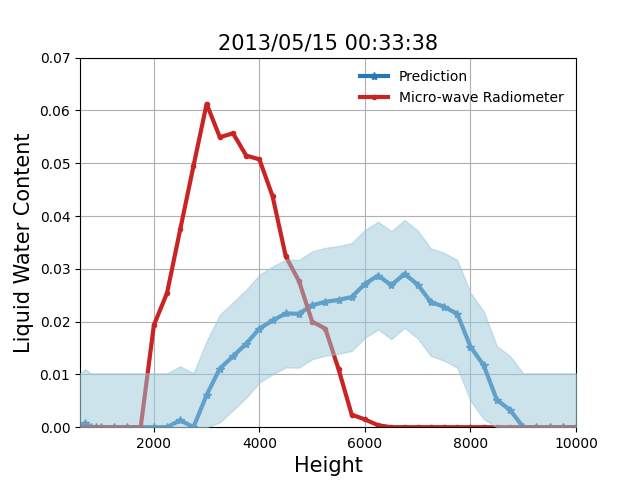 2013/05/15 00:33:38
Prediction
Micro-wave Radiometer
Liquid Water Content
0.07
0.06
0.05
0.04
0.03
0.02
0.01
0.00
2000 4000 6000 8000 10000
Height